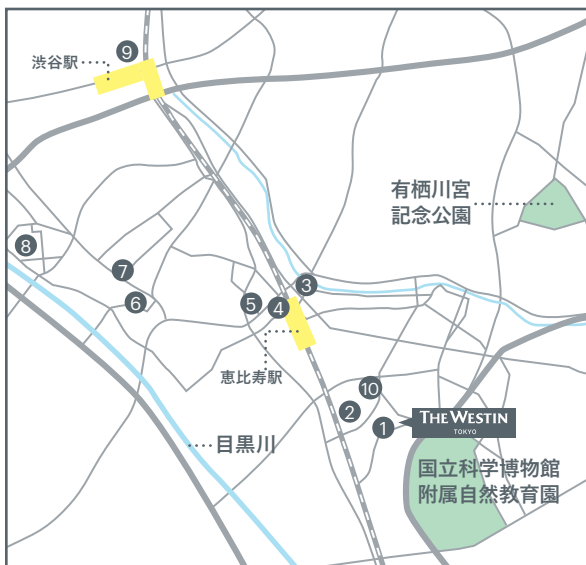 9
渋谷駅
有栖川宮
記念公園
8
7
6
5
4
3
恵比寿駅
10
2
1
THE WESTIN
TOKYO
目黒川
国立科学博物館
附属自然教育園